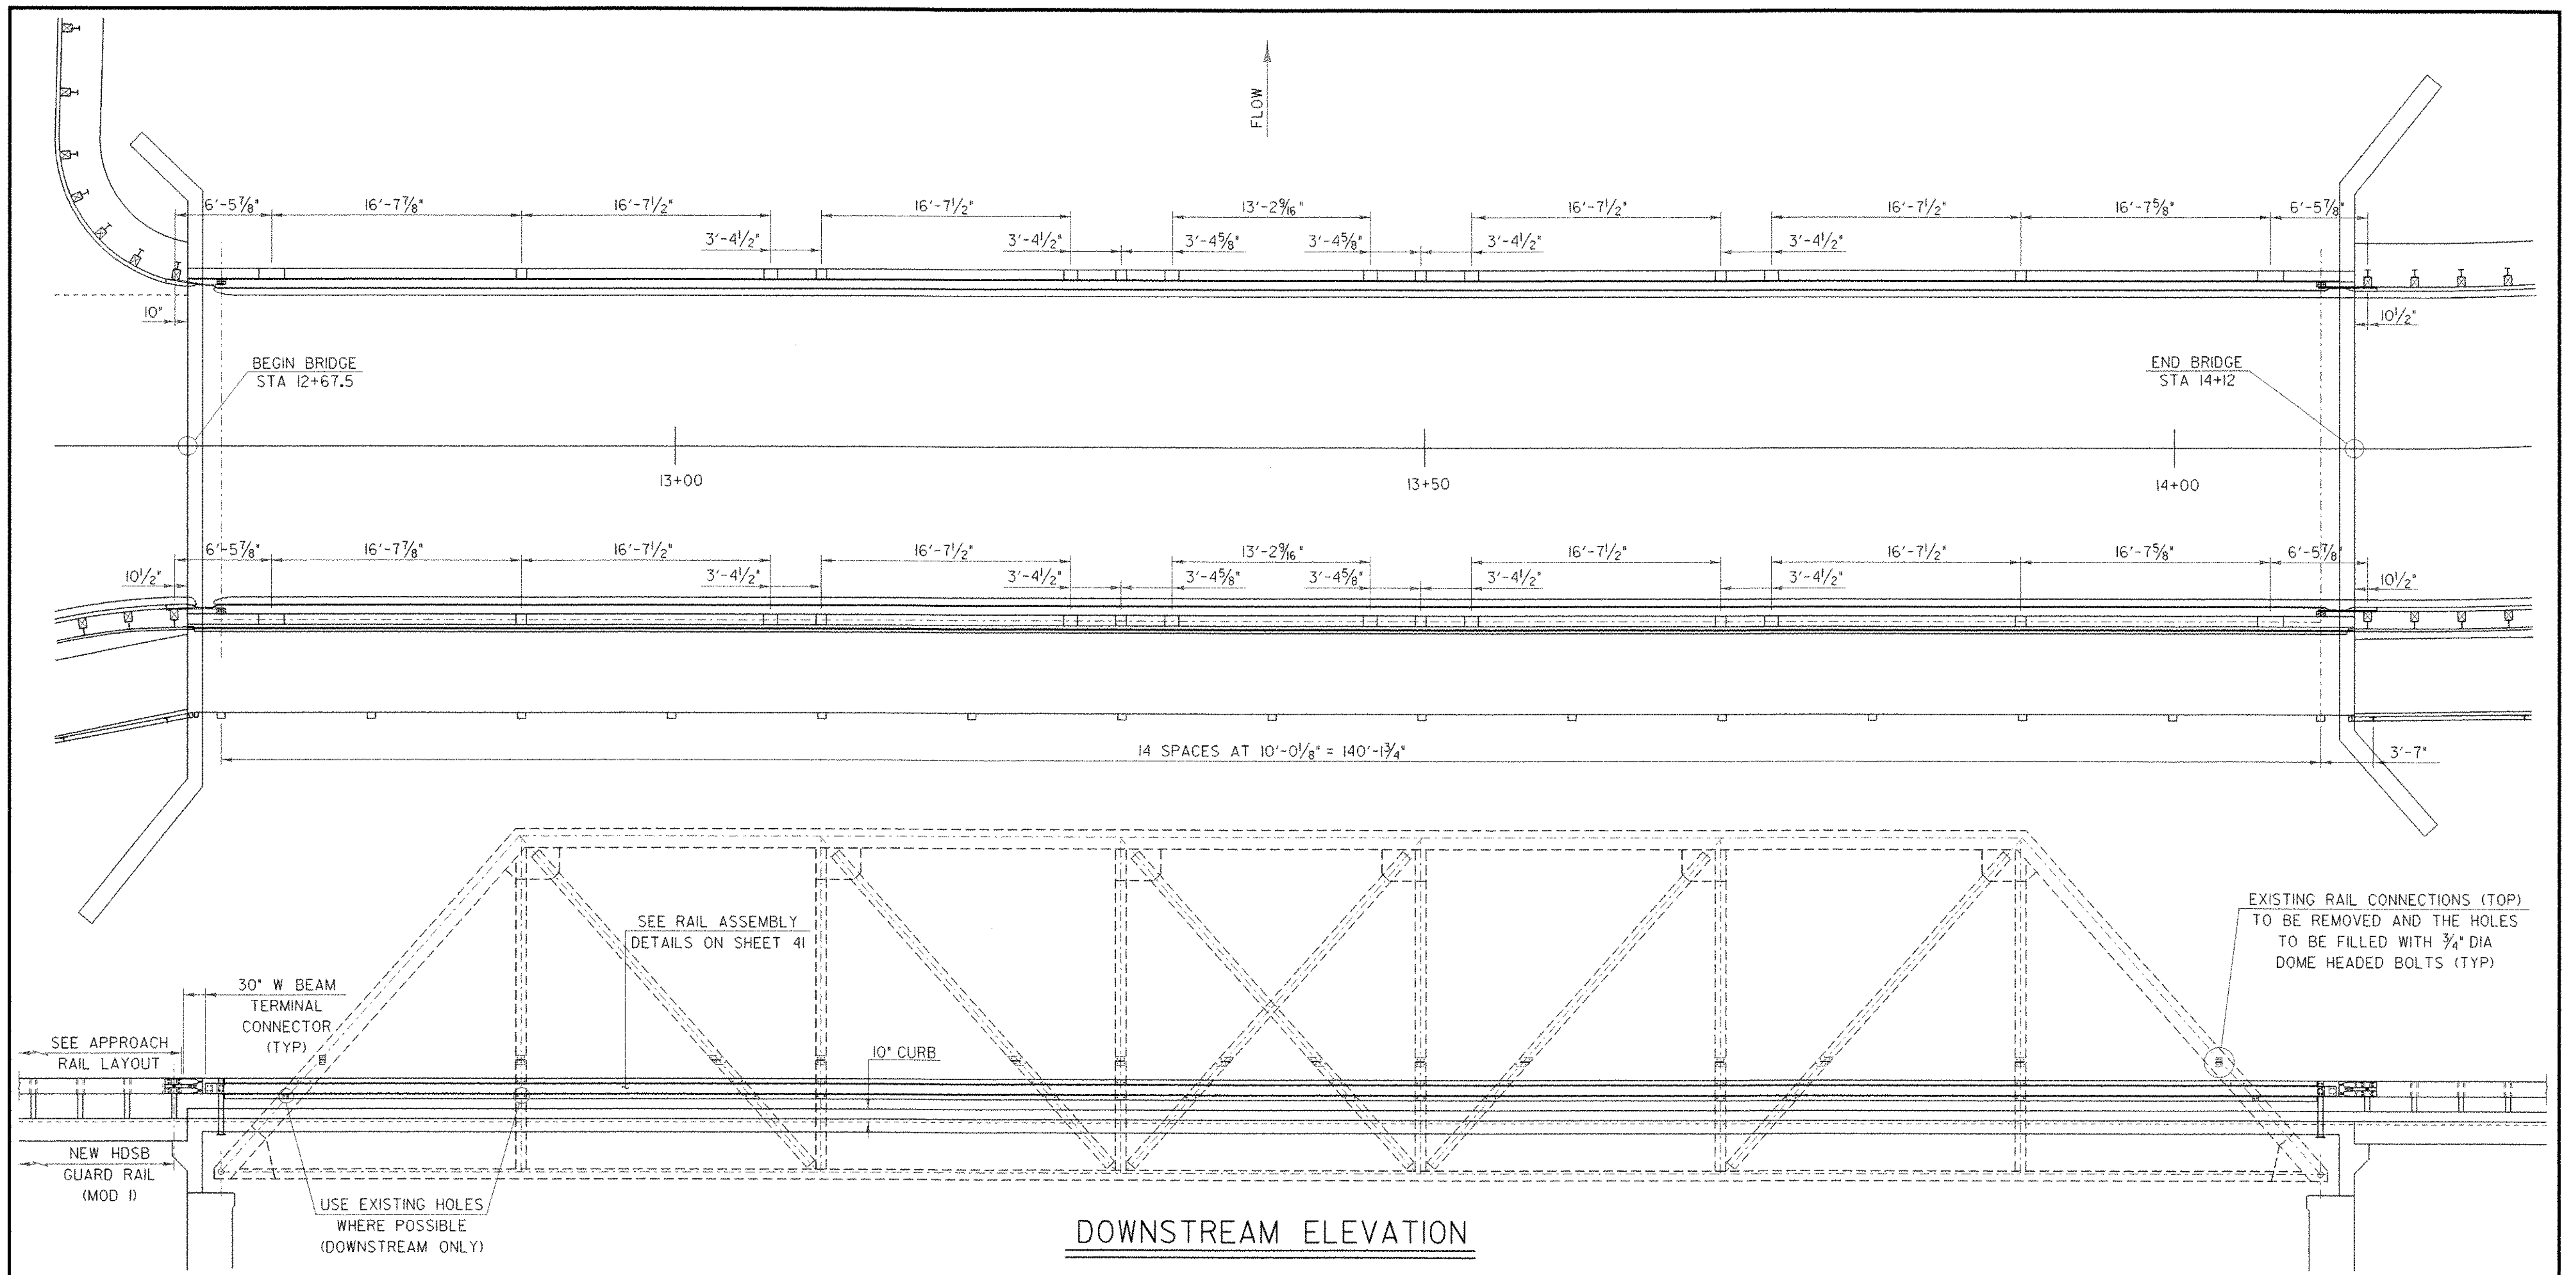 FLOW
6'-5⅞"
16'-7⅞"
16'-7½"
16'-7½"
13'-2⁹⁄₁₆"
16'-7½"
16'-7½"
16'-7⅝"
6'-5⅞"
3'-4½"
3'-4½"
3'-4⅝"
3'-4⅝"
3'-4½"
3'-4½"
10"
10½"
BEGIN BRIDGE
STA 12+67.5
END BRIDGE
STA 14+12
13+00
13+50
14+00
6'-5⅞"
16'-7⅞"
16'-7½"
16'-7½"
13'-2⁹⁄₁₆"
16'-7½"
16'-7½"
16'-7⅝"
6'-5⅞"
10½"
3'-4½"
3'-4½"
3'-4⅝"
3'-4⅝"
3'-4½"
3'-4½"
10½"
14 SPACES AT 10'-0⅛" = 140'-1¾"
3'-7"
SEE RAIL ASSEMBLY
DETAILS ON SHEET 41
EXISTING RAIL CONNECTIONS (TOP)
TO BE REMOVED AND THE HOLES
TO BE FILLED WITH ¾" DIA
DOME HEADED BOLTS (TYP)
30" W BEAM
TERMINAL
CONNECTOR
(TYP)
SEE APPROACH
RAIL LAYOUT
10" CURB
NEW HDSB
GUARD RAIL
(MOD 1)
USE EXISTING HOLES
WHERE POSSIBLE
(DOWNSTREAM ONLY)
DOWNSTREAM ELEVATION